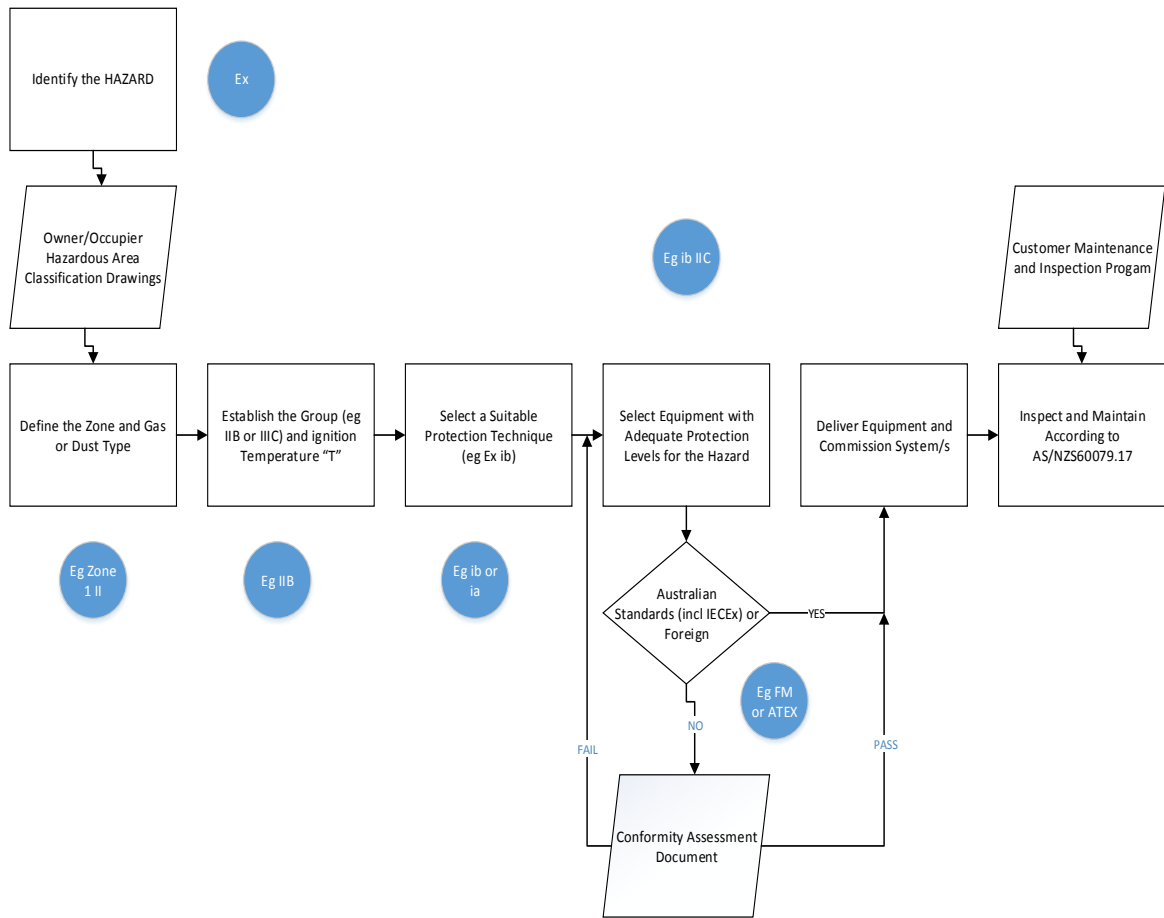 Identify the HAZARD
Ex
Owner/Occupier
Hazardous Area
Classification Drawings
Eg ib IIC
Customer Maintenance
and Inspection Progam
Define the Zone and Gas
or Dust Type
Establish the Group (eg
IIB or IIIC) and ignition
Temperature “T”
Select a Suitable
Protection Technique
(eg Ex ib)
Select Equipment with
Adequate Protection
Levels for the Hazard
Deliver Equipment and
Commission System/s
Inspect and Maintain
According to
AS/NZS60079.17
Eg Zone
1 II
Eg IIB
Eg ib or
ia
Australian
Standards (incl IECEx) or
Foreign
YES
Eg FM
or ATEX
NO
FAIL
PASS
Conformity Assessment
Document